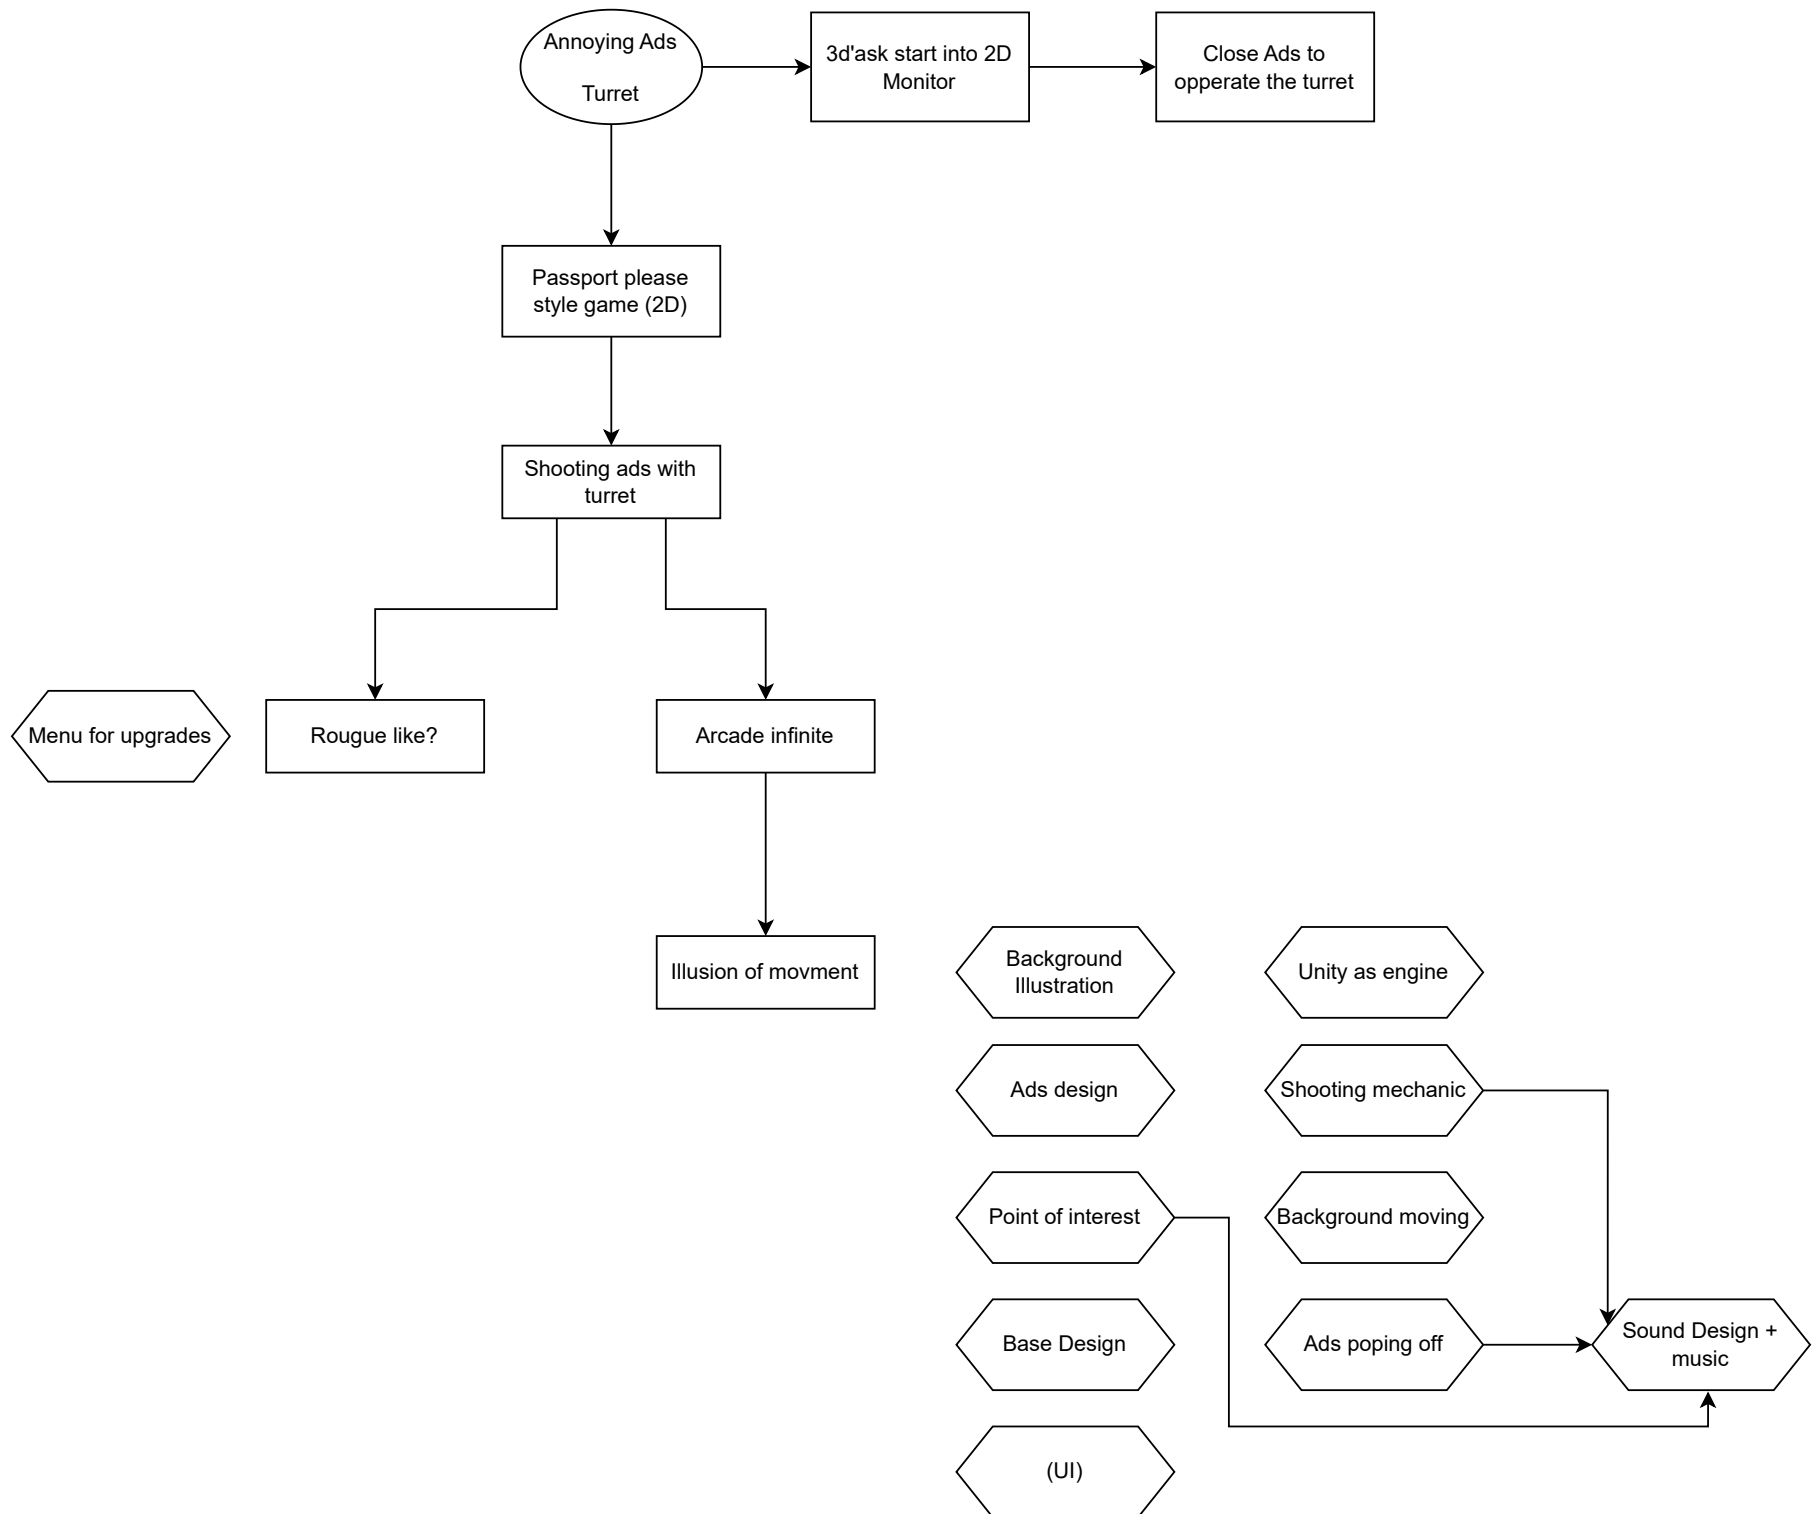 Annoying Ads
Turret
3d'ask start into 2D
Monitor
Close Ads to
opperate the turret
Passport please
style game (2D)
Shooting ads with
turret
Menu for upgrades
Rougue like?
Arcade infinite
Illusion of movment
Background
Illustration
Unity as engine
Ads design
Shooting mechanic
Point of interest
Background moving
Base Design
Ads poping off
Sound Design +
music
(UI)